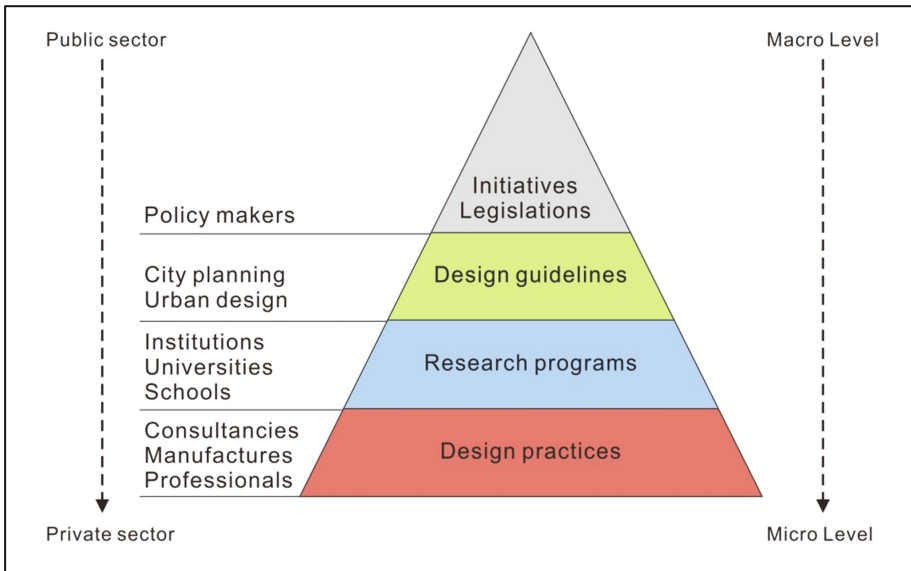 Public sector
Macro Level
Initiatives
Legislations
Policy makers
City planning
Urban design
Design guidelines
Institutions
Universities
Schools
Research programs
Consultancies
Manufactures
Professionals
Design practices
Private sector
Micro Level